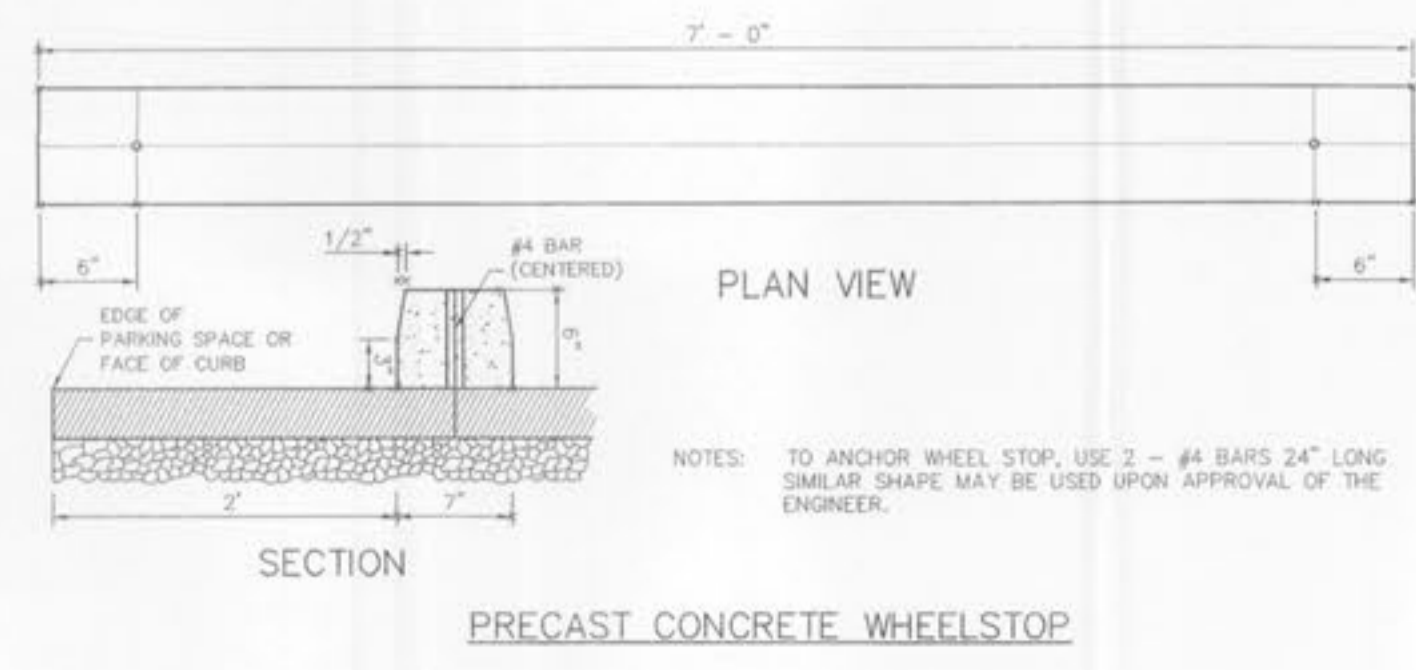 7' - 0"
6"
1/2"
#4 BAR
(CENTERED)
PLAN VIEW
6"
EDGE OF
PARKING SPACE OR
FACE OF CURB
3"
6"
NOTES: TO ANCHOR WHEEL STOP, USE 2 - #4 BARS 24" LONG
SIMILAR SHAPE MAY BE USED UPON APPROVAL OF THE
ENGINEER.
2'
7"
SECTION
PRECAST CONCRETE WHEELSTOP